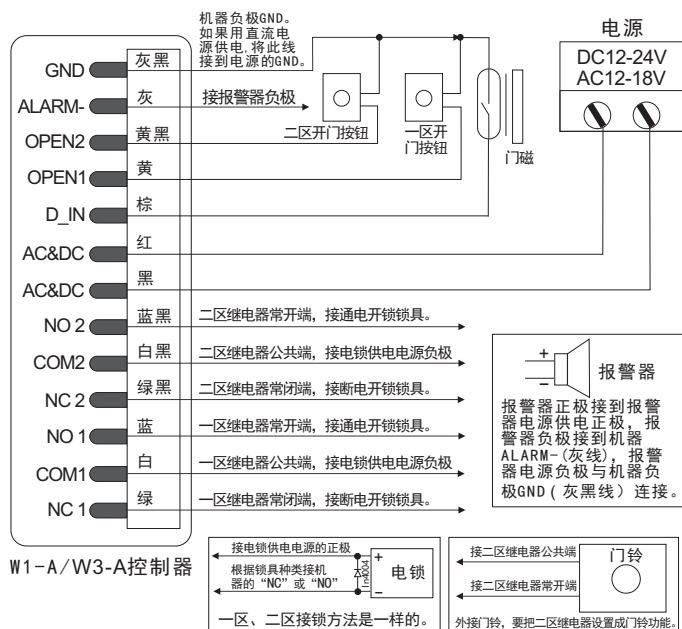 机器负极GND。
如果用直流电
源供电,将此线
接到电源的GND。
电源
DC12-24V
AC12-18V
GND 灰黑
ALARM- 灰 接报警器负极
OPEN2 黄黑
二区开门按钮
一区开
门按钮
门磁
OPEN1 黄
D_IN 棕
AC&DC 红
AC&DC 黑
NO 2 蓝黑 二区继电器常开端，接通电开锁锁具。
COM2 白黑 二区继电器公共端，接电锁供电电源负极
NC 2 绿黑 二区继电器常闭端，接断电开锁锁具。
NO 1 蓝 一区继电器常开端，接通电开锁锁具。
COM1 白 一区继电器公共端，接电锁供电电源负极
NC 1 绿 一区继电器常闭端，接断电开锁锁具。
W1-A/W3-A控制器
+
−
报警器
报警器正极接到报警
器电源供电正极，报
警器负极接到机器
ALARM-(灰线)，报警
器电源负极与机器负
极GND(灰黑线）连接。
接电锁供电电源的正极
根据锁具种类接机
器的“NC”或“NO”
1n4004
+
电锁
−
一区、二区接锁方法是一样的。
接二区继电器公共端
门铃
接二区继电器常开端
外接门铃，要把二区继电器设置成门铃功能。